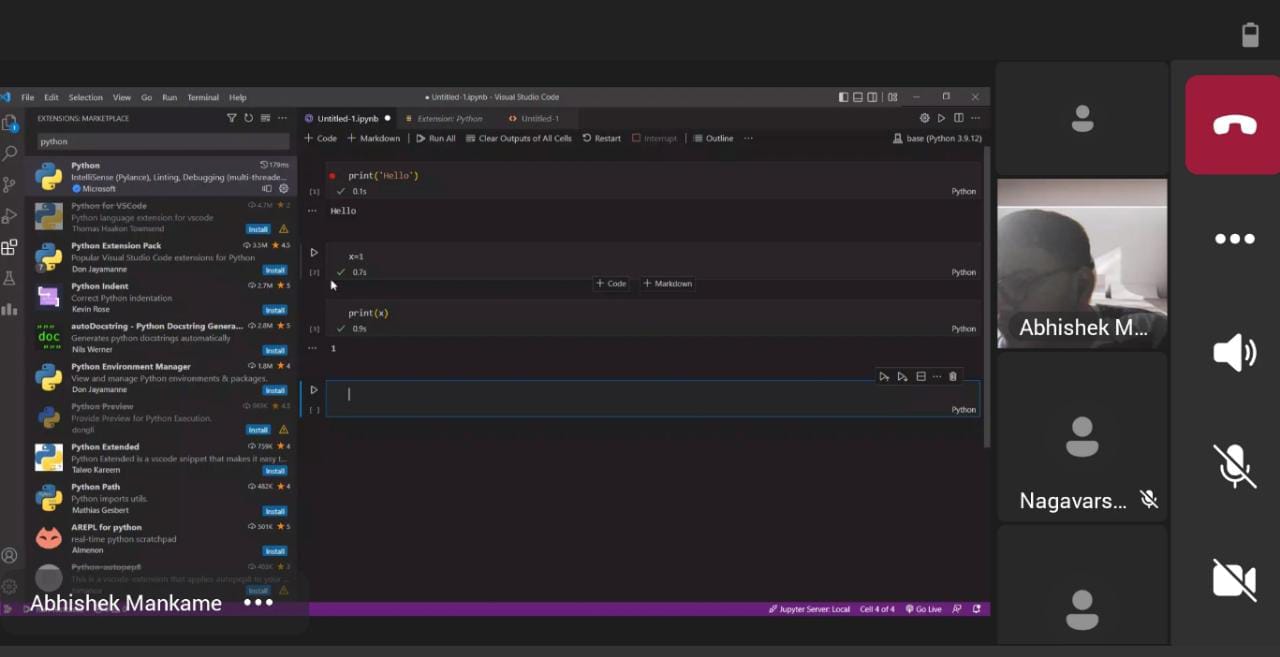 File Edit Selection View Go Run Terminal Help
● Untitled-1.ipynb - Visual Studio Code
EXTENSIONS: MARKETPLACE
python
Python 179ms
IntelliSense (Pylance), Linting, Debugging (multi-threade...
Microsoft
Python for VSCode 4.7M ★ 2
Python language extension for vscode
Thomas Haakon Townsend Install
Python Extension Pack 3.5M ★ 4.5
Popular Visual Studio Code extensions for Python
Don Jayamanne Install
7
Python Indent 2.7M ★ 5
Correct Python indentation
Kevin Rose Install
doc
autoDocstring - Python Docstring Genera... 2.8M ★ 5
Generates python docstrings automatically
Nils Werner Install
Python Environment Manager 1.8M ★ 4
View and manage Python environments & packages.
Don Jayamanne Install
Python Preview ★ 4.5
Provide Preview for Python Execution.
dongli Install
Python Extended 759K ★ 4
Python Extended is a vscode snippet that makes it easy t...
Taiwo Kareem Install
Python Path 482K ★ 4
Python imports utils.
Mathias Gesbert Install
AREPL for python 501K ★ 5
real-time python scratchpad
Almenon Install
Python-autopep8 ★ 3
This is a vscode-extension that applies autopep8 to your ...
Install
Untitled-1.ipynb ● Extension: Python Untitled-1
+ Code + Markdown Run All Clear Outputs of All Cells Restart Interrupt Outline ... base (Python 3.9.12)
print('Hello')
[1] ✓ 0.1s Python
... Hello
x=1
[2] ✓ 0.7s Python
+ Code + Markdown
print(x)
[3] ✓ 0.9s Python
... 1
[ ] Python
Jupyter Server: Local Cell 4 of 4 Go Live
Abhishek Mankame ...
Abhishek M...
Nagavars...